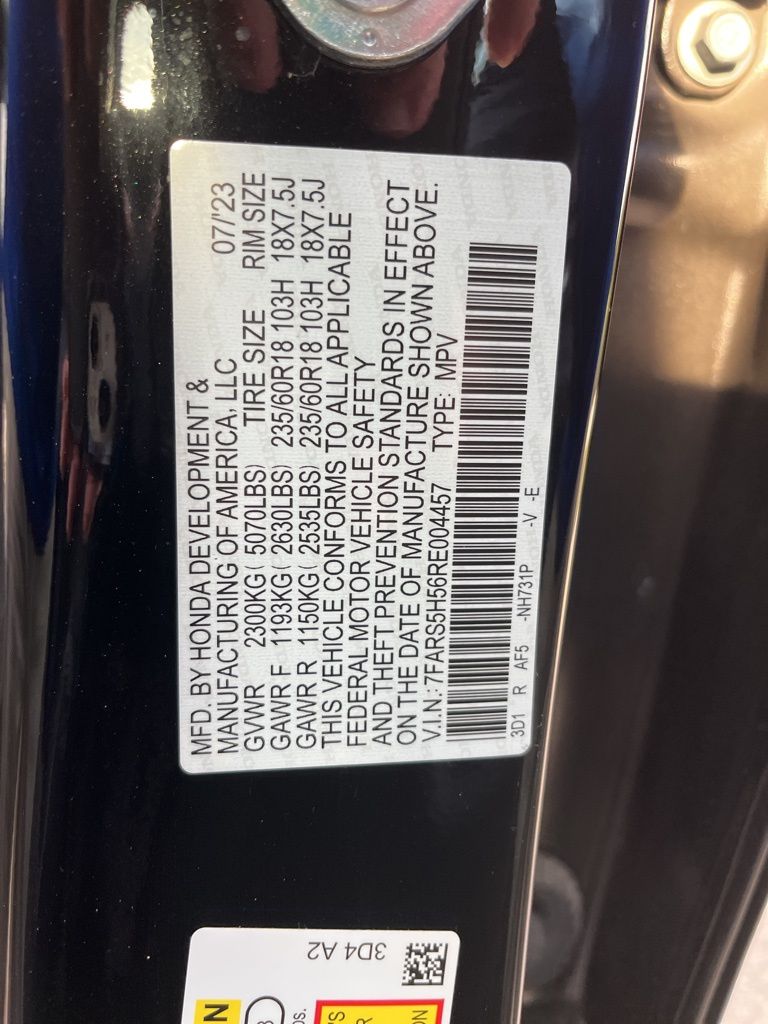 MFD. BY HONDA DEVELOPMENT &
MANUFACTURING OF AMERICA, LLC 07/'23
GVWR 2300KG( 5070LBS) TIRE SIZE RIM SIZE
GAWR F 1193KG( 2630LBS) 235/60R18 103H 18X7.5J
GAWR R 1150KG( 2535LBS) 235/60R18 103H 18X7.5J
THIS VEHICLE CONFORMS TO ALL APPLICABLE
FEDERAL MOTOR VEHICLE SAFETY
AND THEFT PREVENTION STANDARDS IN EFFECT
ON THE DATE OF MANUFACTURE SHOWN ABOVE.
V.I.N.: 7FARS5H56RE004457 TYPE: MPV
3D1 R AF5 -NH731P -V -E
3D4 A2